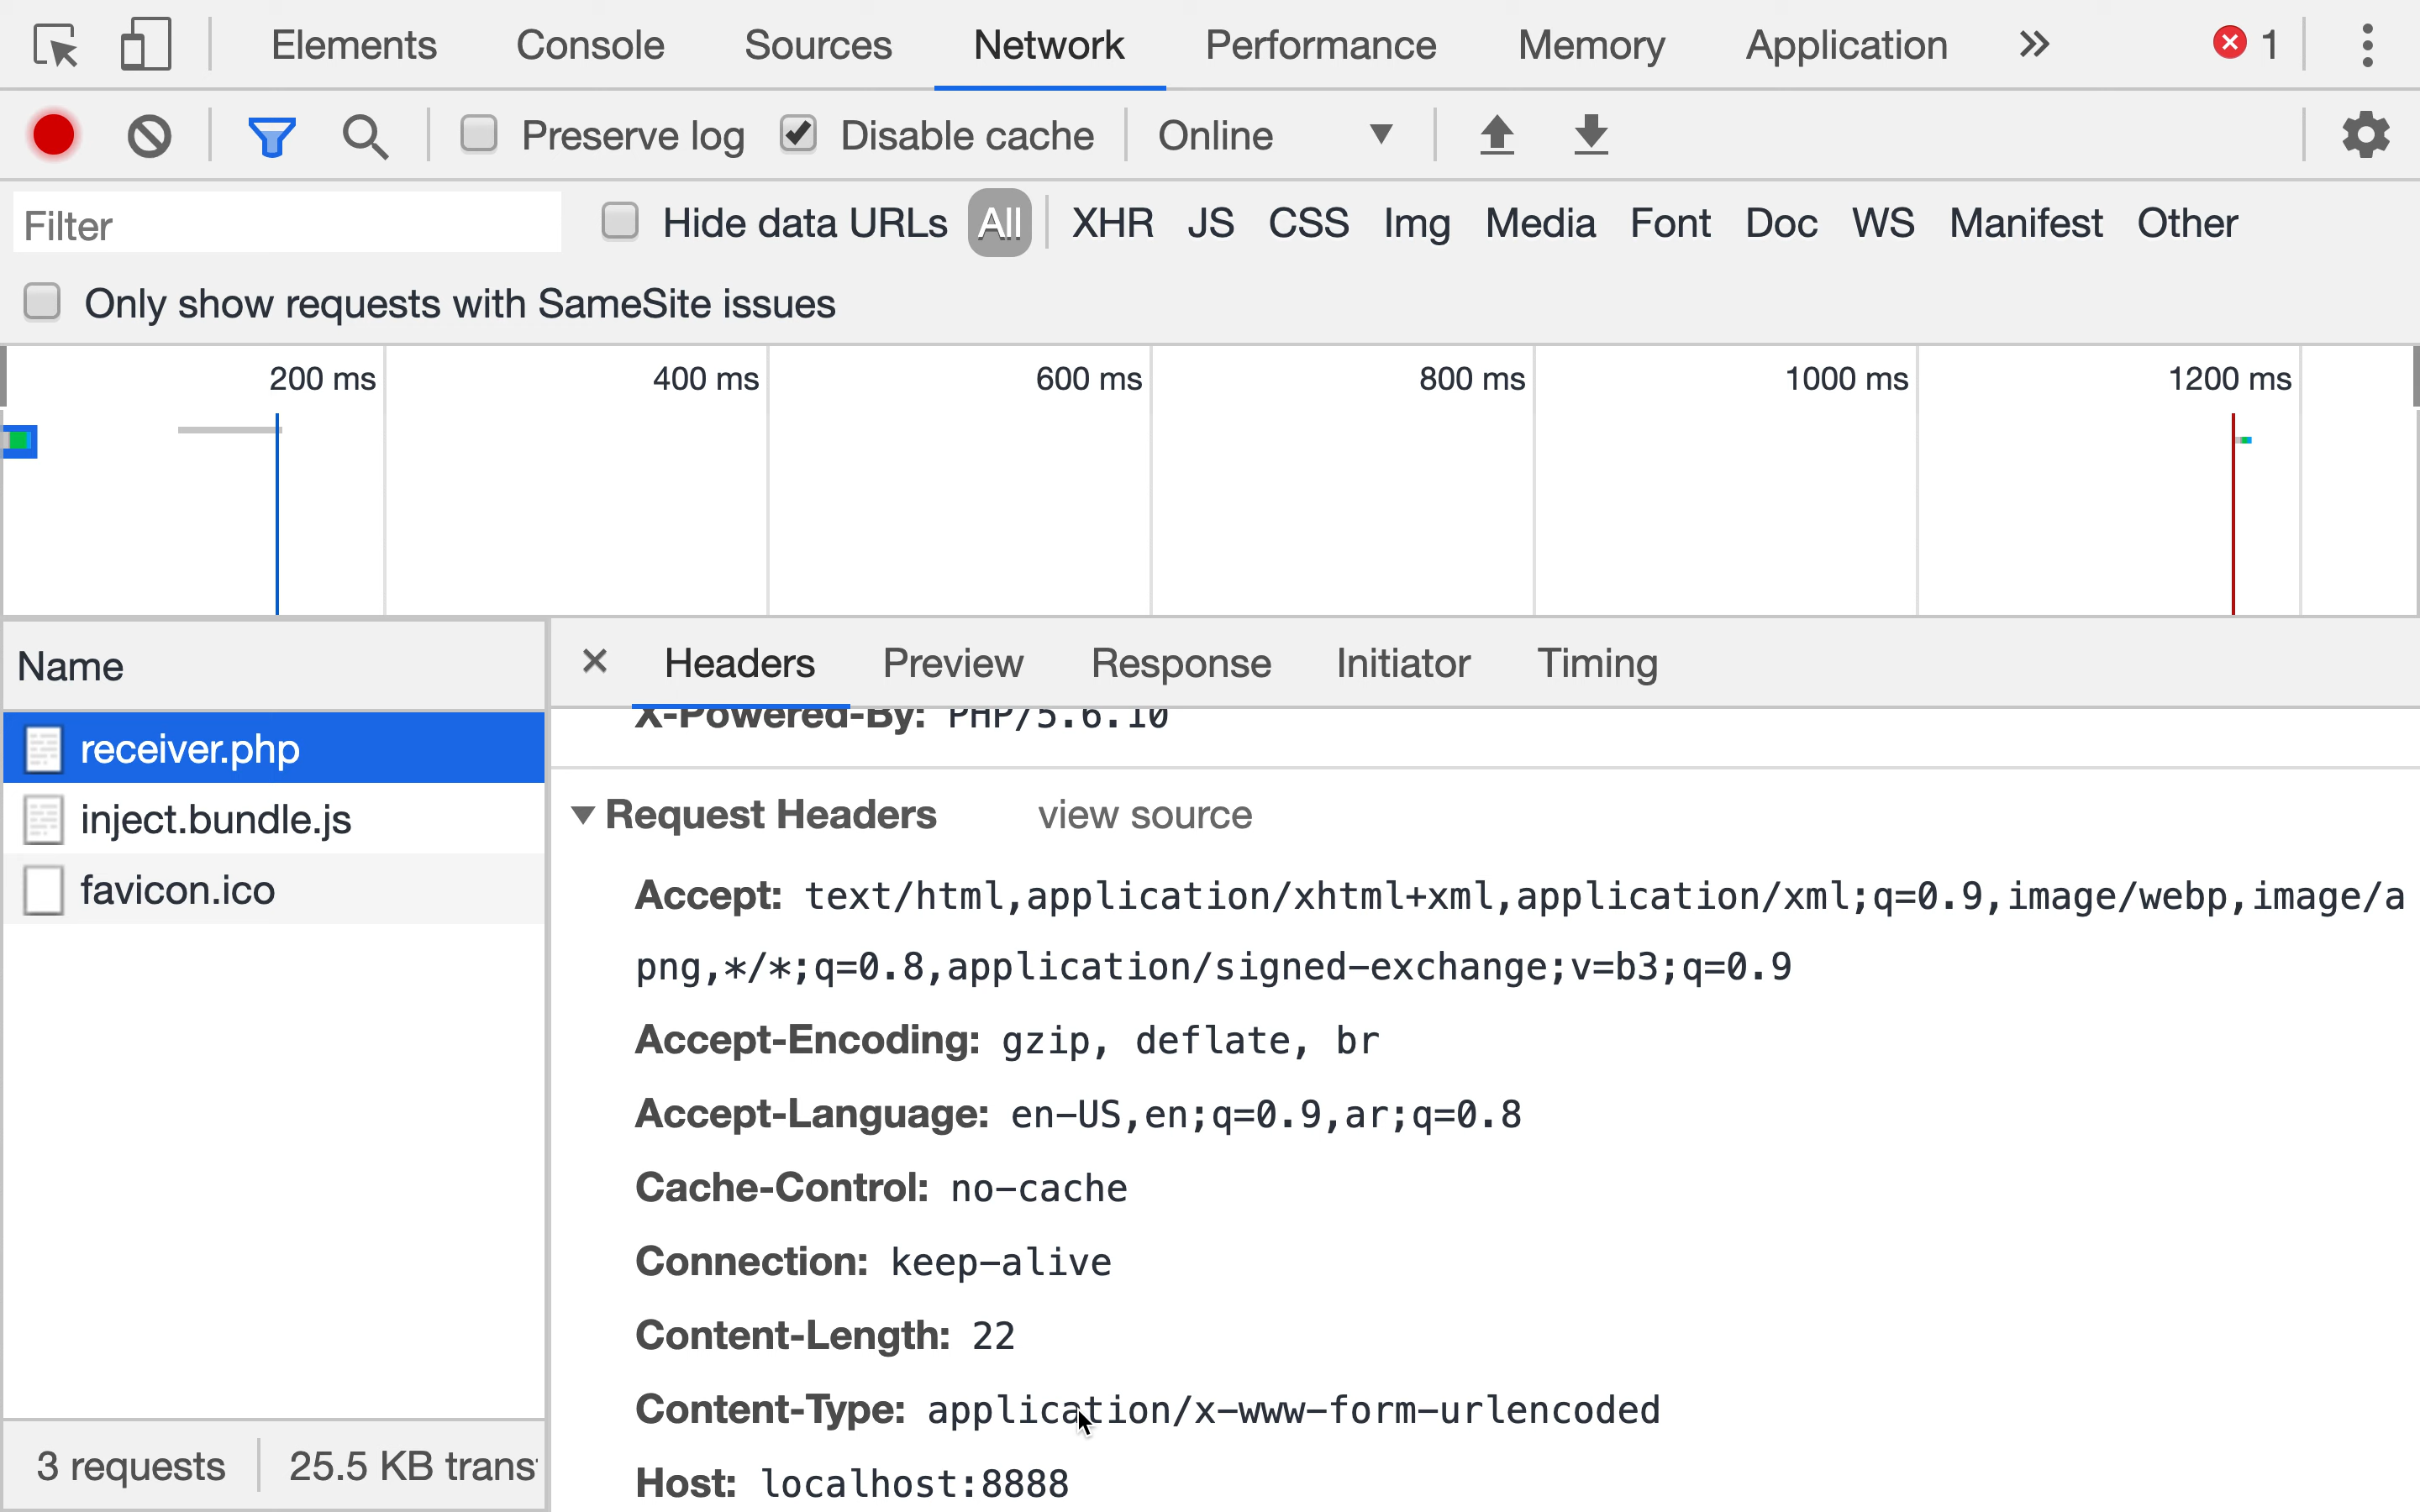 Elements Console Sources Network Performance Memory Application 1
Preserve log Disable cache Online
Filter Hide data URLs All XHR JS CSS Img Media Font Doc WS Manifest Other
Only show requests with SameSite issues
200 ms 400 ms 600 ms 800 ms 1000 ms 1200 ms
Name
receiver.php
inject.bundle.js
favicon.ico
3 requests 25.5 KB trans
Headers Preview Response Initiator Timing
X-Powered-By: PHP/5.6.10
Request Headers view source
Accept: text/html,application/xhtml+xml,application/xml;q=0.9,image/webp,image/a
png,*/*;q=0.8,application/signed-exchange;v=b3;q=0.9
Accept-Encoding: gzip, deflate, br
Accept-Language: en-US,en;q=0.9,ar;q=0.8
Cache-Control: no-cache
Connection: keep-alive
Content-Length: 22
Content-Type: application/x-www-form-urlencoded
Host: localhost:8888